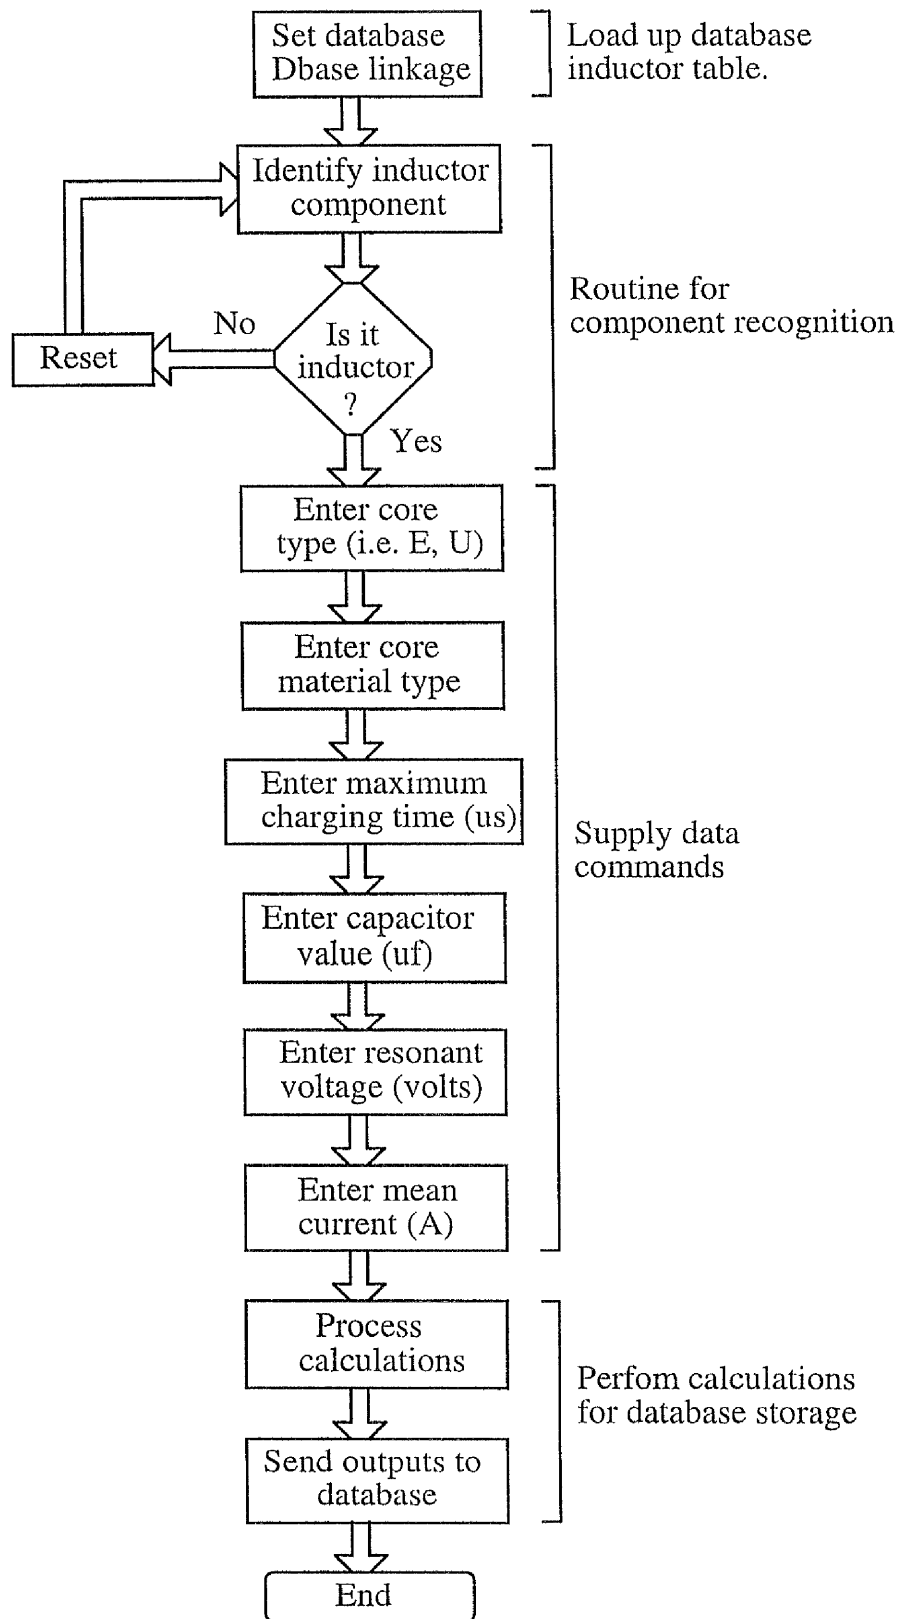 Set database
Dbase linkage
Load up database
inductor table.
Identify inductor
component
Routine for
component recognition
No
Reset
Is it
inductor
?
Yes
Enter core
type (i.e. E, U)
Enter core
material type
Enter maximum
charging time (us)
Supply data
commands
Enter capacitor
value (uf)
Enter resonant
voltage (volts)
Enter mean
current (A)
Process
calculations
Perfom calculations
for database storage
Send outputs to
database
End